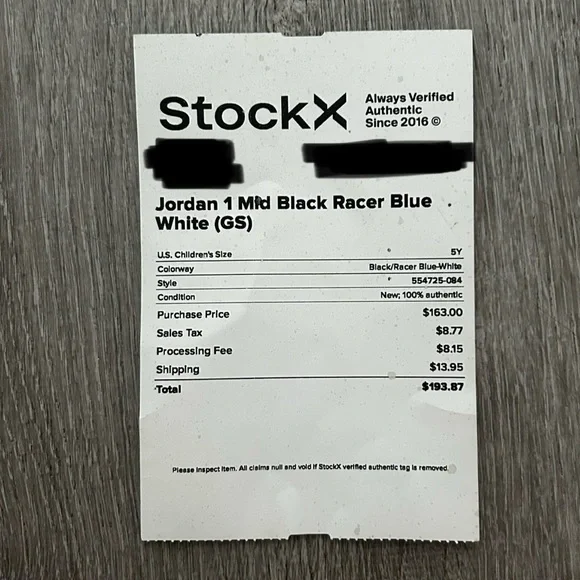 StockX
Always Verified
Authentic
Since 2016 ©
Jordan 1 Mid Black Racer Blue
White (GS)
U.S. Children's Size 5Y
Colorway Black/Racer Blue-White
Style 554725-084
Condition New; 100% authentic
Purchase Price $163.00
Sales Tax $8.77
Processing Fee $8.15
Shipping $13.95
Total $193.87
Please inspect item. All claims null and void if StockX verified authentic tag is removed.